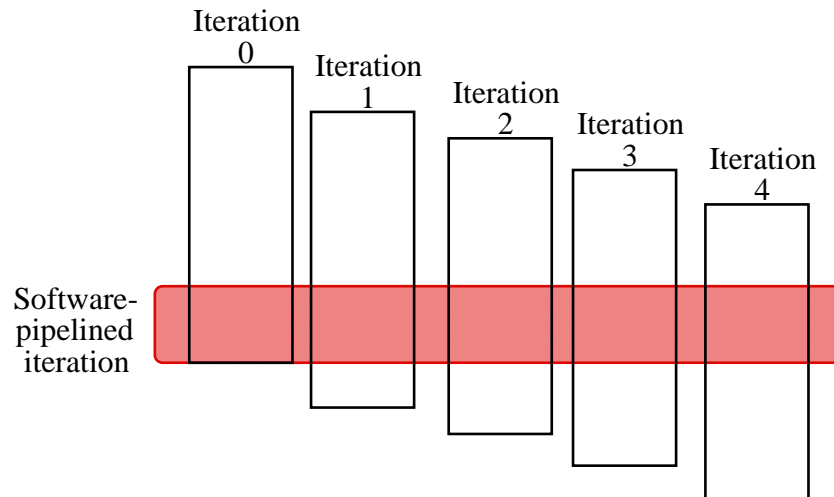 Iteration
0
Iteration
1
Iteration
2
Iteration
3
Iteration
4
Software-
pipelined
iteration